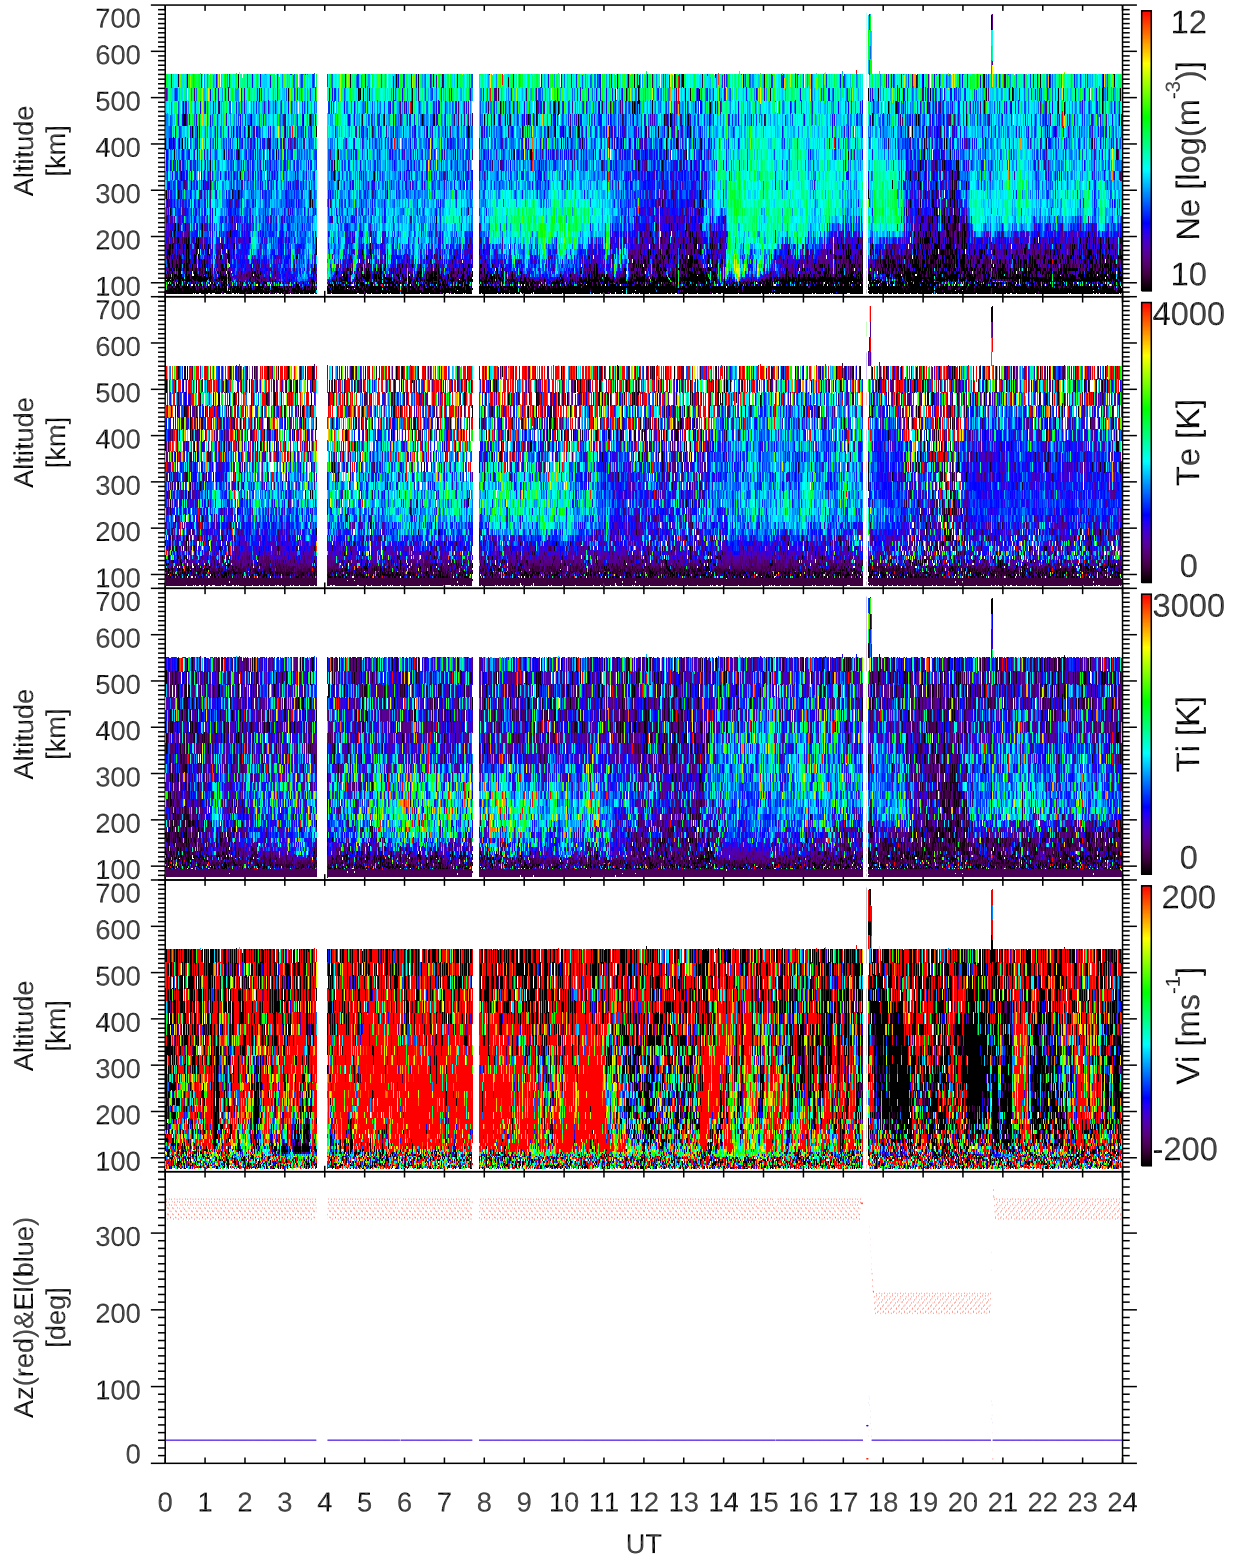 700
600
500
400
300
200
100
Altitude
[km]
12
10
Ne [log(m⁻³)]
700
600
500
400
300
200
100
Altitude
[km]
4000
0
Te [K]
700
600
500
400
300
200
100
Altitude
[km]
3000
0
Ti [K]
700
600
500
400
300
200
100
Altitude
[km]
200
-200
Vi [ms⁻¹]
300
200
100
0
Az(red)&El(blue)
[deg]
0 1 2 3 4 5 6 7 8 9 10 11 12 13 14 15 16 17 18 19 20 21 22 23 24
UT